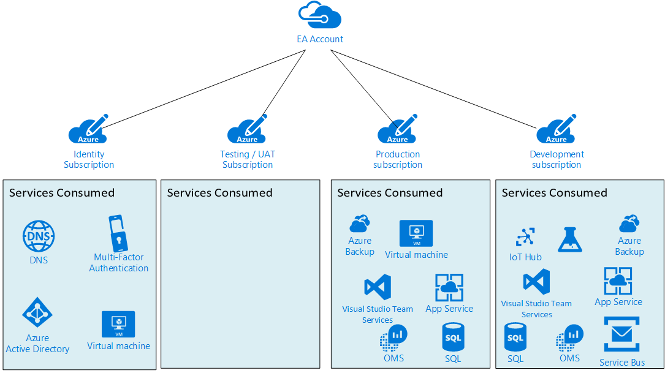 EA Account
Azure
Azure
Azure
Azure
Identity
Subscription
Testing / UAT
Subscription
Production
subscription
Development
subscription
Services Consumed
DNS
DNS
Multi-Factor
Authentication
Azure
Active Directory
VM
Virtual machine
Services Consumed
Services Consumed
Azure
Backup
VM
Virtual machine
Visual Studio Team
Services
App Service
OMS
SQL
SQL
Services Consumed
IoT Hub
Azure
Backup
Visual Studio Team
Services
App Service
SQL
SQL
OMS
Service Bus